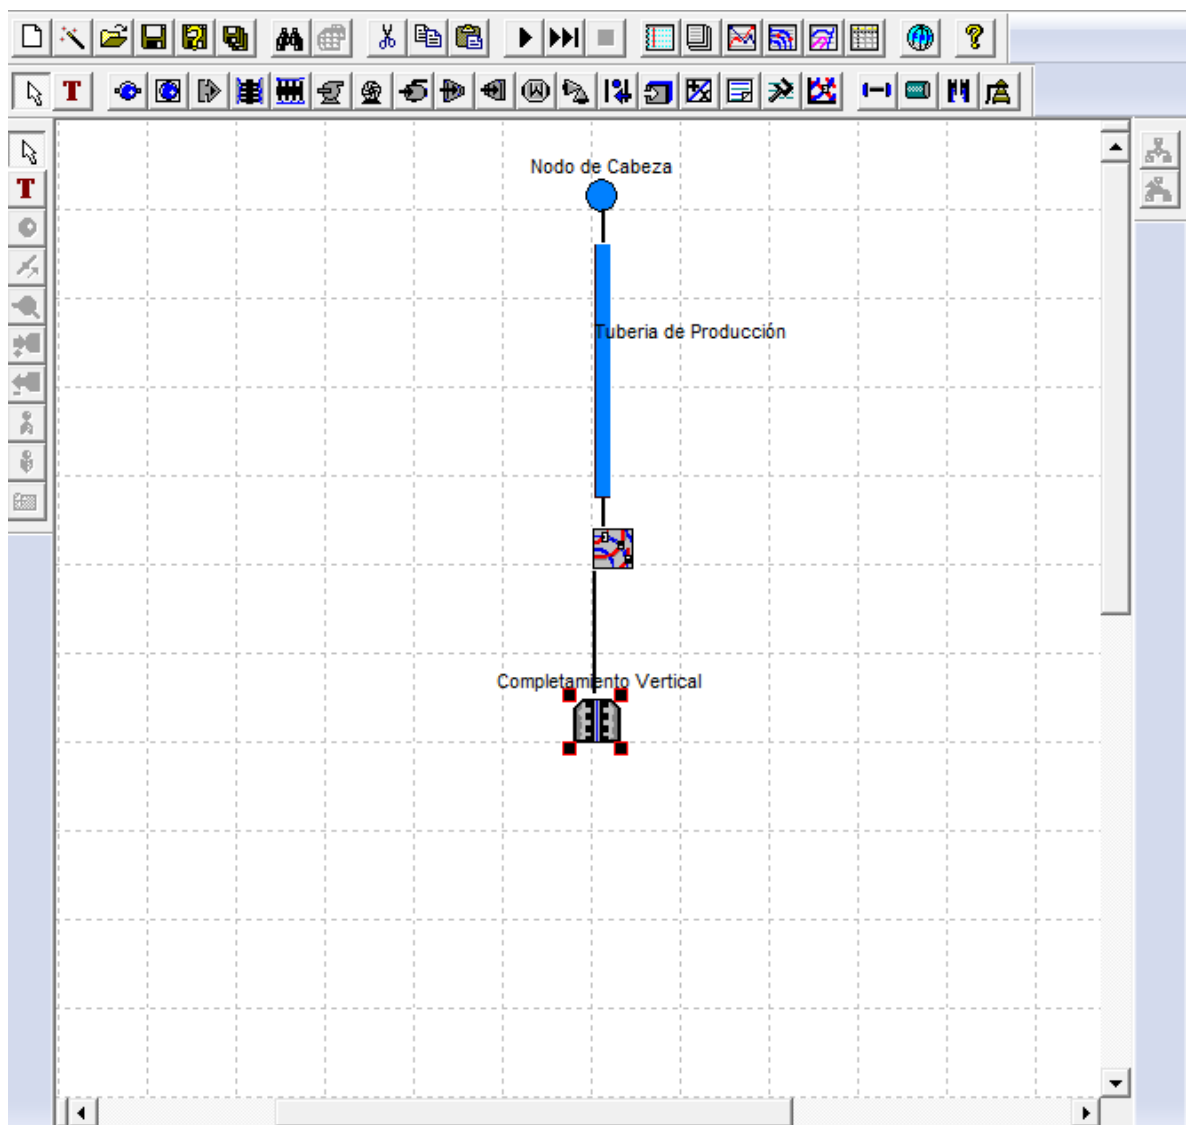 T
W
T
Nodo de Cabeza
Tuberia de Producción
Completamiento Vertical